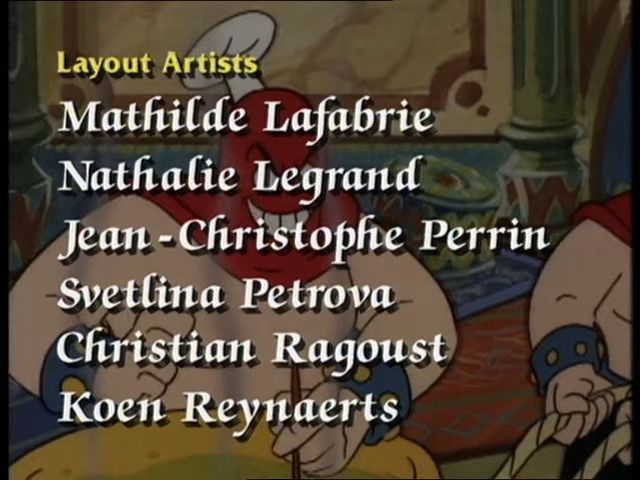 Layout Artists
Mathilde Lafabrie
Nathalie Legrand
Jean-Christophe Perrin
Svetlina Petrova
Christian Ragoust
Koen Reynaerts